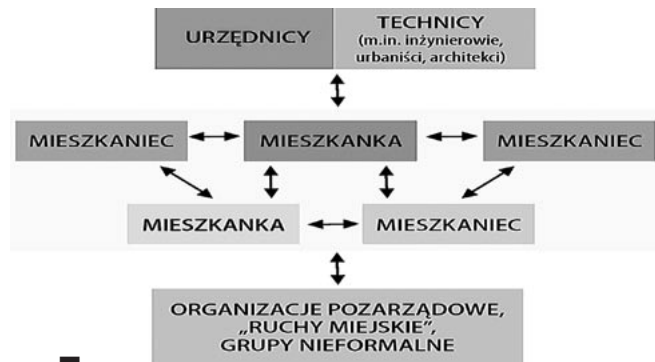 URZĘDNICY
TECHNICY
(m.in. inżynierowie,
urbaniści, architekci)
MIESZKANIEC
MIESZKANKA
MIESZKANIEC
MIESZKANKA
MIESZKANIEC
ORGANIZACJE POZARZĄDOWE,
„RUCHY MIEJSKIE”,
GRUPY NIEFORMALNE